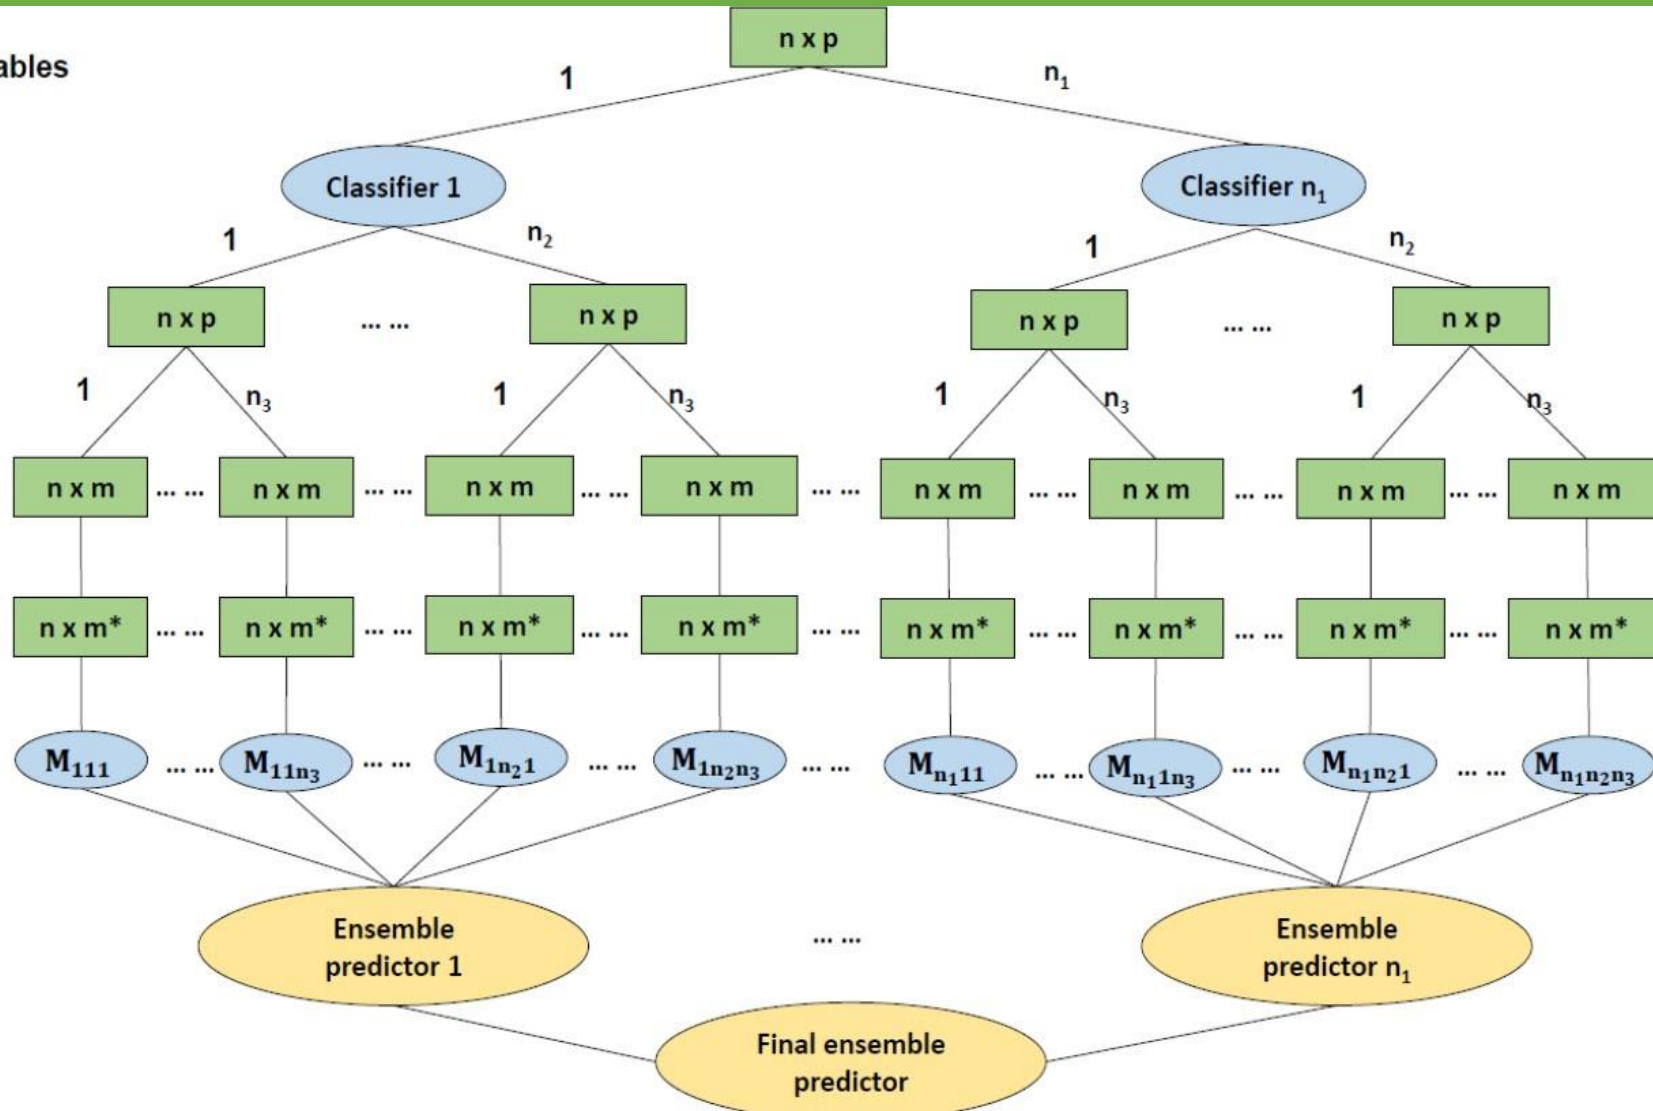 n x p
ables
1 n₁
Classifier 1 Classifier n₁
1 n₂ 1 n₂
n x p ... ... n x p n x p ... ... n x p
1 n₃ 1 n₃ 1 n₃ 1 n₃
n x m ... ... n x m ... ... n x m ... ... n x m ... ... n x m ... ... n x m ... ... n x m ... ... n x m
n x m* ... ... n x m* ... ... n x m* ... ... n x m* ... ... n x m* ... ... n x m* ... ... n x m* ... ... n x m*
M₁₁₁ ... ... M₁₁ₙ₃ ... ... M₁ₙ₂₁ ... ... M₁ₙ₂ₙ₃ ... ... Mₙ₁₁₁ ... ... Mₙ₁₁ₙ₃ ... ... Mₙ₁ₙ₂₁ ... ... Mₙ₁ₙ₂ₙ₃
Ensemble
predictor 1
... ...
Ensemble
predictor n₁
Final ensemble
predictor